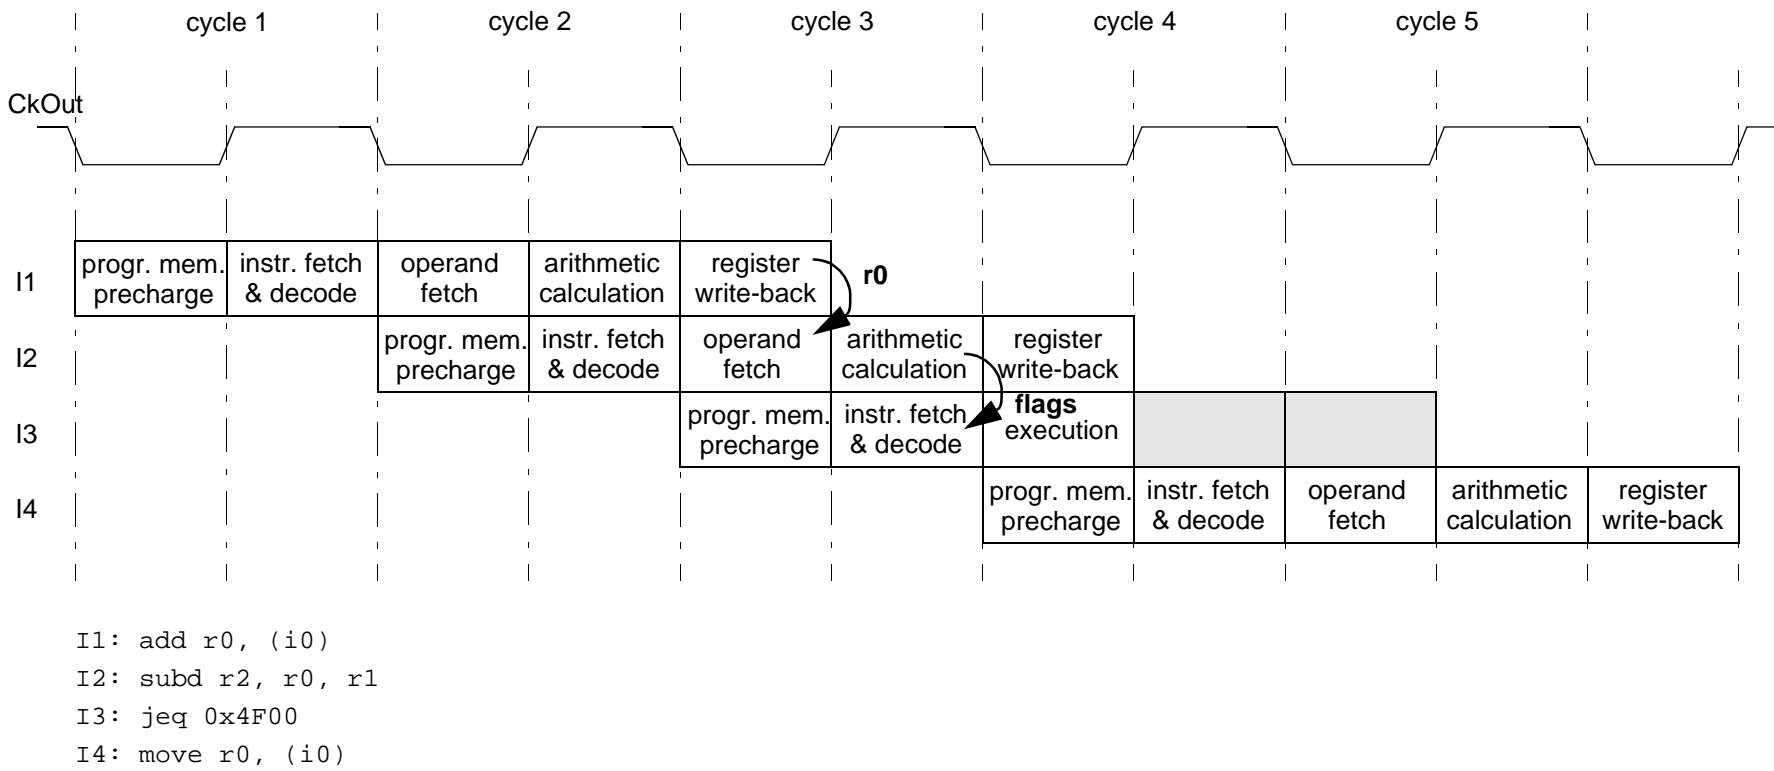 cycle 1 cycle 2 cycle 3 cycle 4 cycle 5
CkOut
I1
progr. mem.
precharge
instr. fetch
& decode
operand
fetch
arithmetic
calculation
register
write-back
r0
I2
progr. mem.
precharge
instr. fetch
& decode
operand
fetch
arithmetic
calculation
register
write-back
I3
progr. mem.
precharge
instr. fetch
& decode
flags
execution
I4
progr. mem.
precharge
instr. fetch
& decode
operand
fetch
arithmetic
calculation
register
write-back
I1: add r0, (i0)
I2: subd r2, r0, r1
I3: jeq 0x4F00
I4: move r0, (i0)